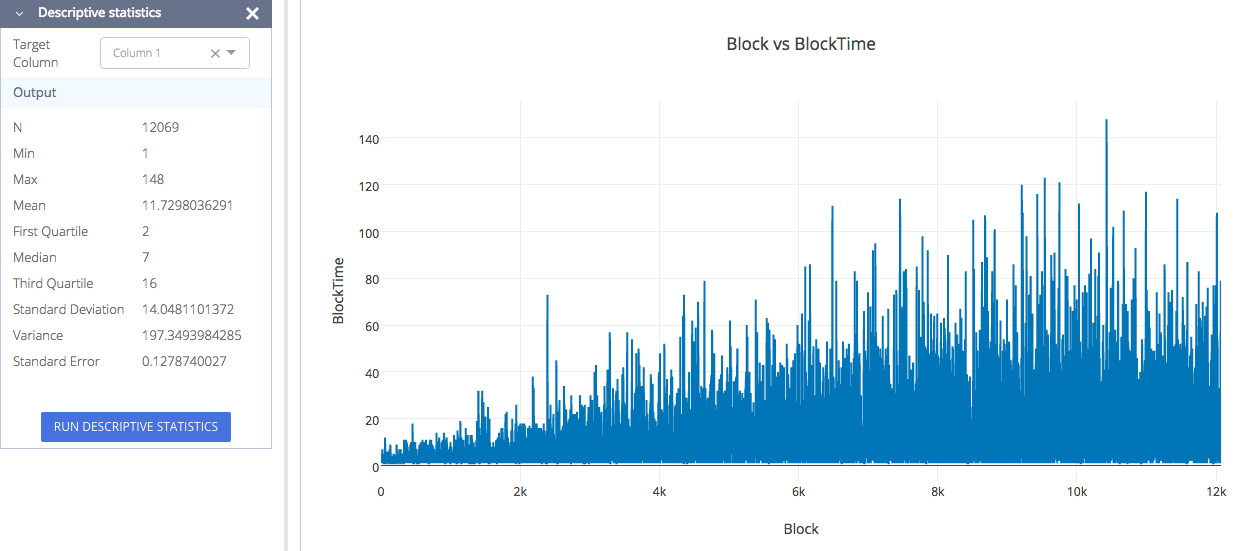 Descriptive statistics
Target
Column
Column 1
Output
N 12069
Min 1
Max 148
Mean 11.7298036291
First Quartile 2
Median 7
Third Quartile 16
Standard Deviation 14.0481101372
Variance 197.3493984285
Standard Error 0.1278740027
RUN DESCRIPTIVE STATISTICS
Block vs BlockTime
BlockTime
140
120
100
80
60
40
20
0
0 2k 4k 6k 8k 10k 12k
Block